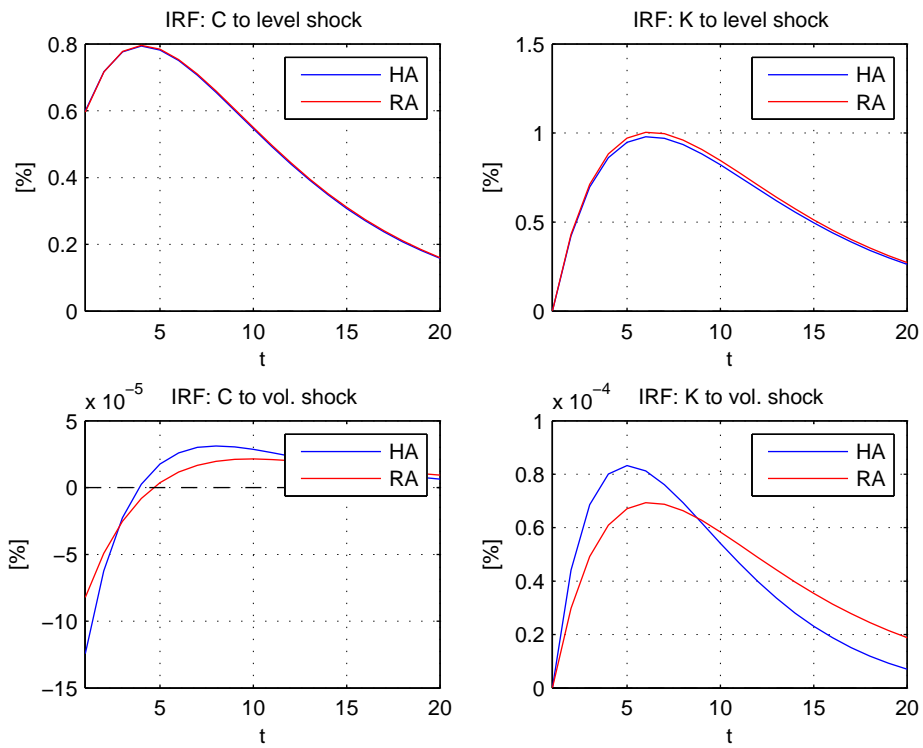 IRF: C to level shock
0.8
0.6
0.4
0.2
0
[%]
5 10 15 20
t
HA
RA
IRF: K to level shock
1.5
1
0.5
0
[%]
5 10 15 20
t
HA
RA
IRF: C to vol. shock
x 10⁻⁵
5
0
−5
−10
−15
[%]
5 10 15 20
t
HA
RA
IRF: K to vol. shock
x 10⁻⁴
1
0.8
0.6
0.4
0.2
0
[%]
5 10 15 20
t
HA
RA